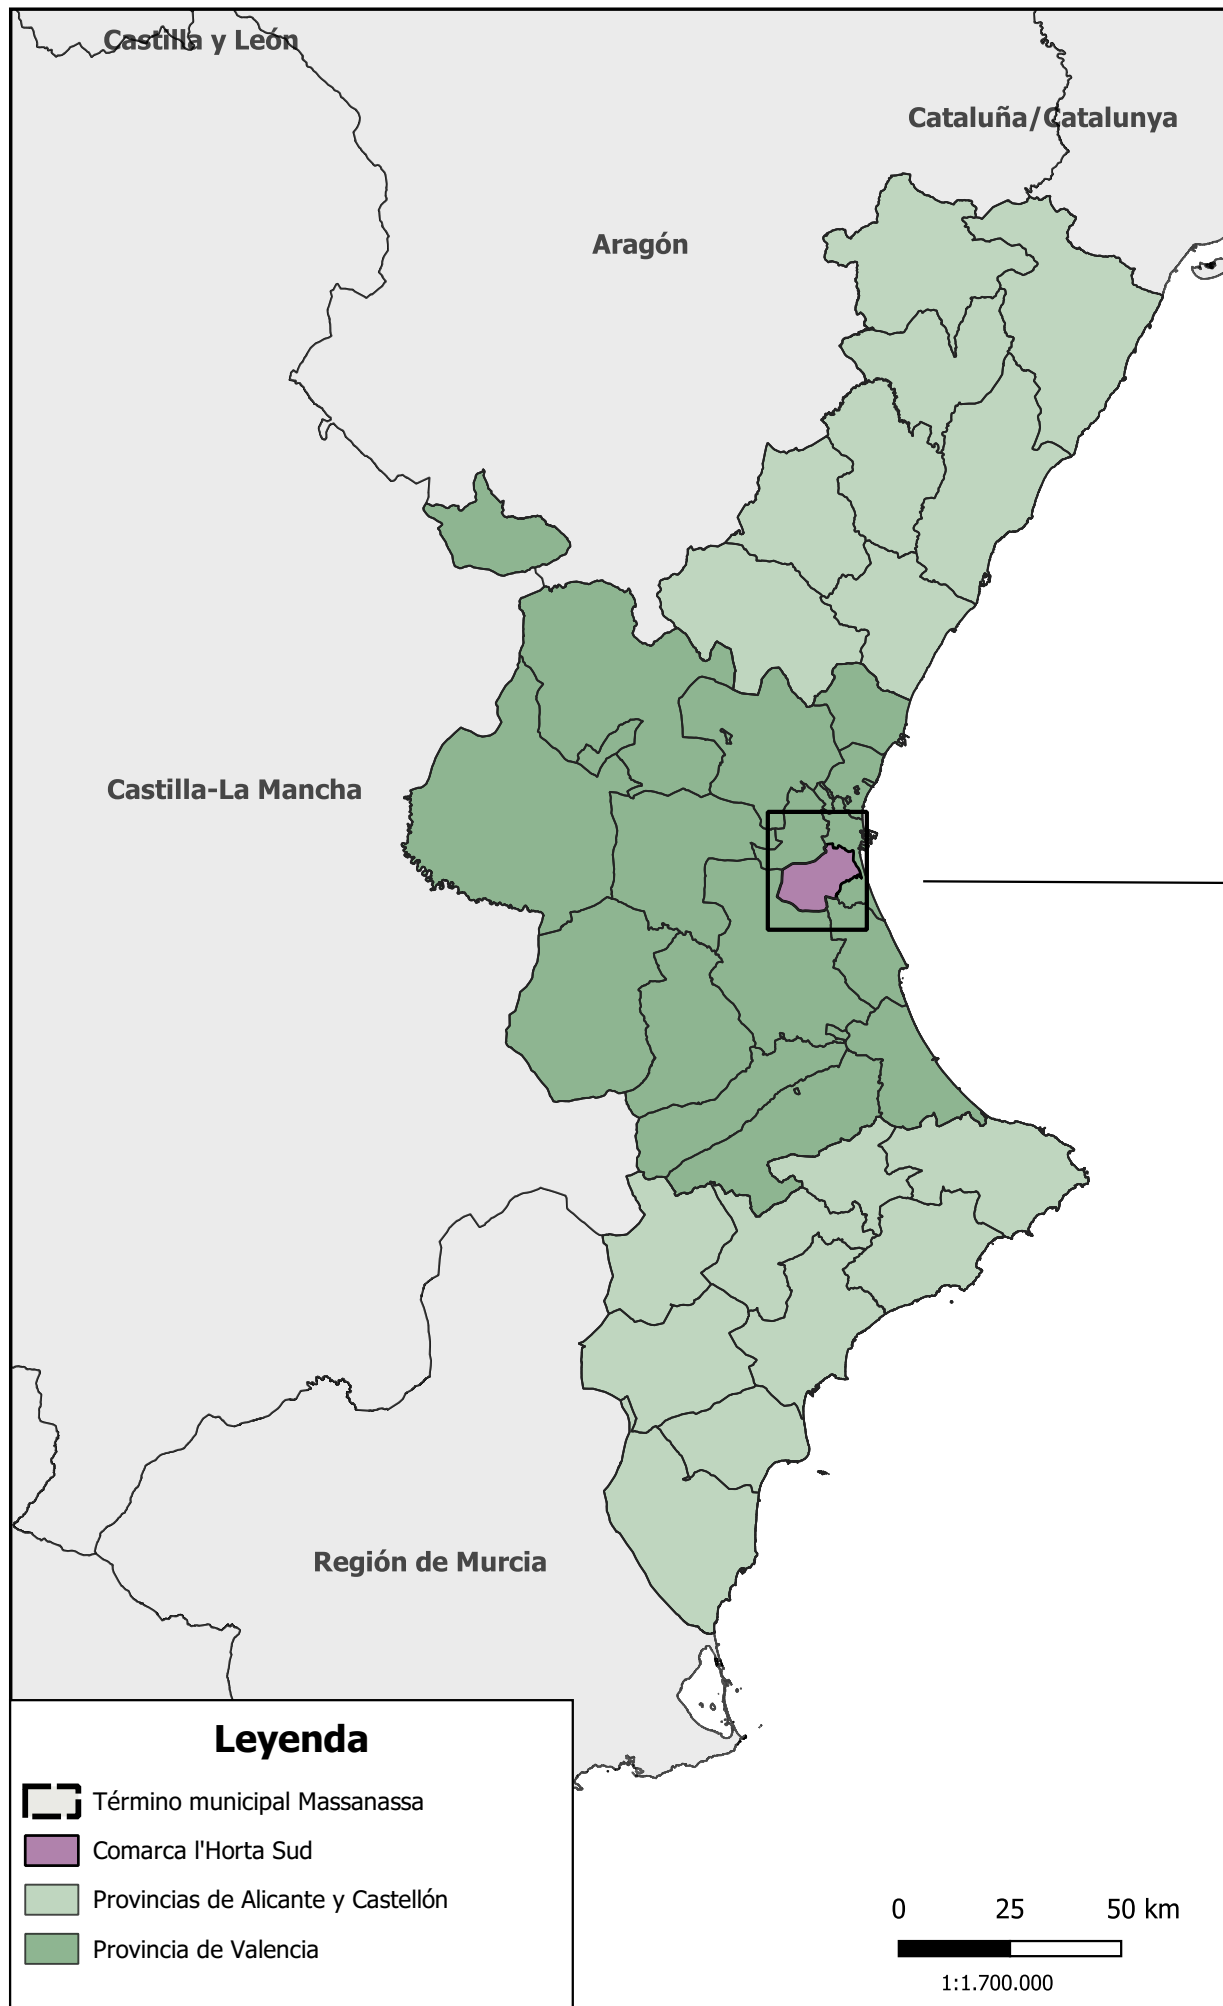 Castilla y León
Cataluña/Catalunya
Aragón
Castilla-La Mancha
Región de Murcia
Leyenda
Término municipal Massanassa
Comarca l'Horta Sud
Provincias de Alicante y Castellón
Provincia de Valencia
0 25 50 km
1:1.700.000